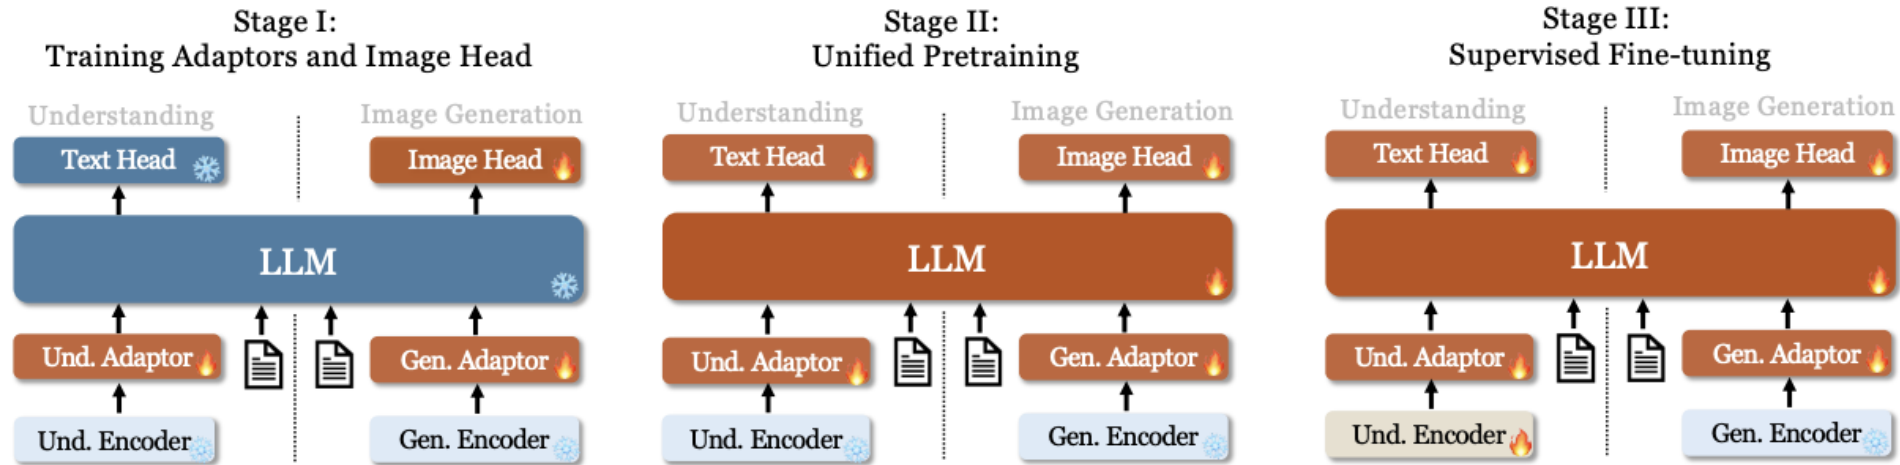 Stage I:
Training Adaptors and Image Head
Understanding
Image Generation
Text Head
Image Head
LLM
Und. Adaptor
Gen. Adaptor
Und. Encoder
Gen. Encoder
Stage II:
Unified Pretraining
Understanding
Image Generation
Text Head
Image Head
LLM
Und. Adaptor
Gen. Adaptor
Und. Encoder
Gen. Encoder
Stage III:
Supervised Fine-tuning
Understanding
Image Generation
Text Head
Image Head
LLM
Und. Adaptor
Gen. Adaptor
Und. Encoder
Gen. Encoder